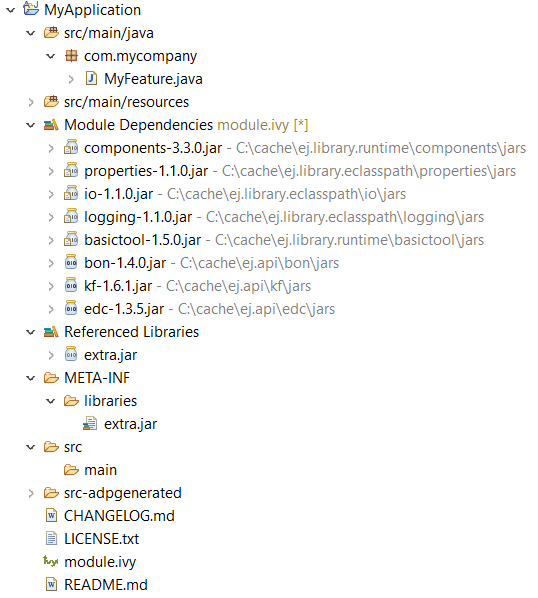 MyApplication
src/main/java
com.mycompany
MyFeature.java
src/main/resources
Module Dependencies module.ivy [*]
components-3.3.0.jar - C:\cache\ej.library.runtime\components\jars
properties-1.1.0.jar - C:\cache\ej.library.eclasspath\properties\jars
io-1.1.0.jar - C:\cache\ej.library.eclasspath\io\jars
logging-1.1.0.jar - C:\cache\ej.library.eclasspath\logging\jars
basictool-1.5.0.jar - C:\cache\ej.library.runtime\basictool\jars
bon-1.4.0.jar - C:\cache\ej.api\bon\jars
kf-1.6.1.jar - C:\cache\ej.api\kf\jars
edc-1.3.5.jar - C:\cache\ej.api\edc\jars
Referenced Libraries
extra.jar
META-INF
libraries
extra.jar
src
main
src-adpgenerated
CHANGELOG.md
LICENSE.txt
module.ivy
README.md